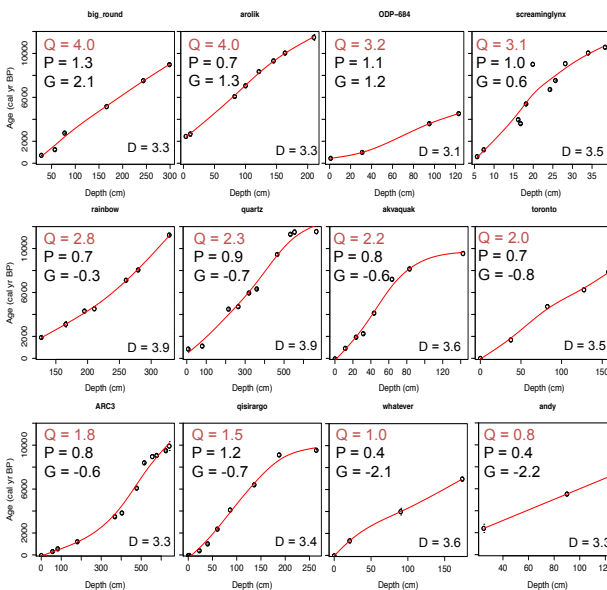 big_round
arolik
ODP−684
screaminglynx
Q = 4.0
P = 1.3
G = 2.1
D = 3.3
Q = 4.0
P = 0.7
G = 1.3
D = 3.3
Q = 3.2
P = 1.1
G = 1.2
D = 3.1
Q = 3.1
P = 1.0
G = 0.6
D = 3.5
Age (cal yr BP)
0 2000 6000 10000
50 100 150 200 250 300
0 50 100 150 200
0 20 40 60 80 100 120
5 10 15 20 25 30 35
Depth (cm)
Depth (cm)
Depth (cm)
Depth (cm)
rainbow
quartz
akvaquak
toronto
Q = 2.8
P = 0.7
G = -0.3
D = 3.9
Q = 2.3
P = 0.9
G = -0.7
D = 3.9
Q = 2.2
P = 0.8
G = -0.6
D = 3.6
Q = 2.0
P = 0.7
G = -0.8
D = 3.5
Age (cal yr BP)
0 2000 6000 10000
150 200 250 300
0 100 300 500
0 20 40 60 80 120
0 50 100 150
Depth (cm)
Depth (cm)
Depth (cm)
Depth (cm)
ARC3
qisirargo
whatever
andy
Q = 1.8
P = 0.8
G = -0.6
D = 3.3
Q = 1.5
P = 1.2
G = -0.7
D = 3.4
Q = 1.0
P = 0.4
G = -2.1
D = 3.6
Q = 0.8
P = 0.4
G = -2.2
D = 3.3
Age (cal yr BP)
0 2000 6000 10000
0 100 200 300 400 500 600
0 50 100 150 200 250
0 50 100 150
40 60 80 100 120
Depth (cm)
Depth (cm)
Depth (cm)
Depth (cm)